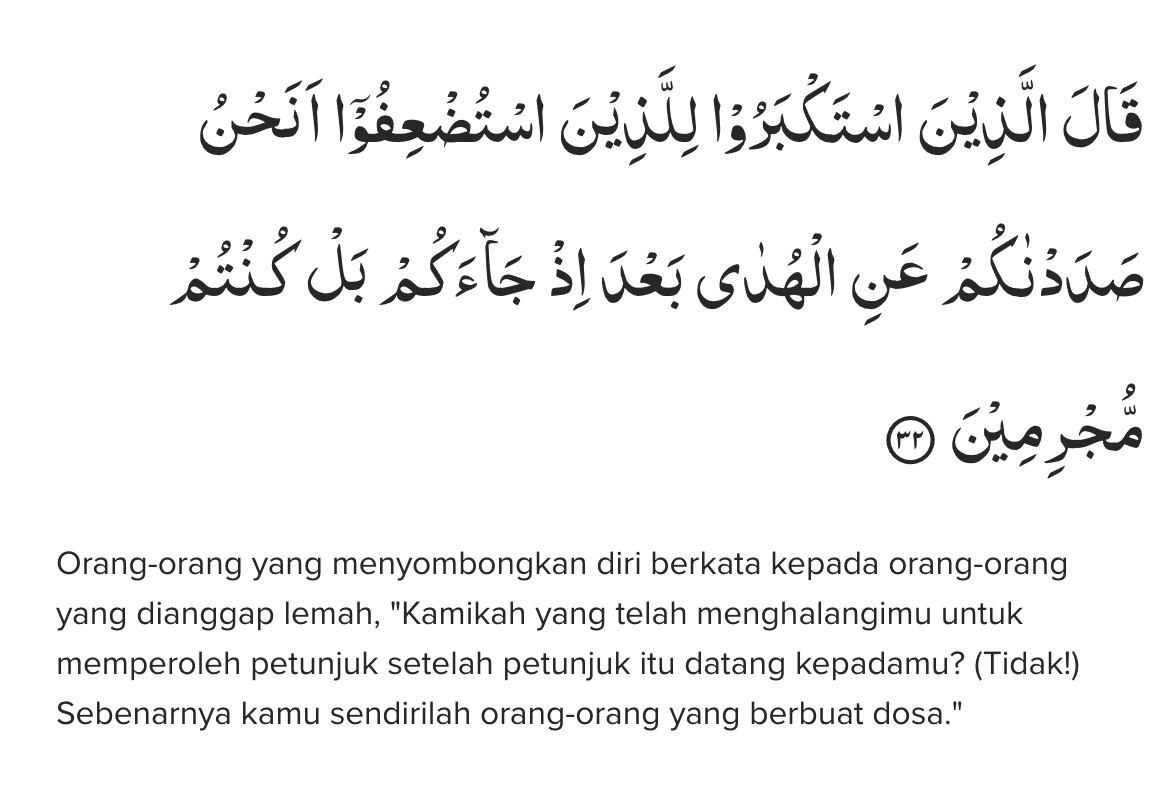 قَالَ الَّذِيْنَ اسْتَكْبَرُوْا لِلَّذِيْنَ اسْتُضْعِفُوْٓا اَنَحْنُ
صَدَدْنٰكُمْ عَنِ الْهُدٰى بَعْدَ اِذْ جَاۤءَكُمْ بَلْ كُنْتُمْ
مُّجْرِمِيْنَ ٣٢
Orang-orang yang menyombongkan diri berkata kepada orang-orang
yang dianggap lemah, "Kamikah yang telah menghalangimu untuk
memperoleh petunjuk setelah petunjuk itu datang kepadamu? (Tidak!)
Sebenarnya kamu sendirilah orang-orang yang berbuat dosa."